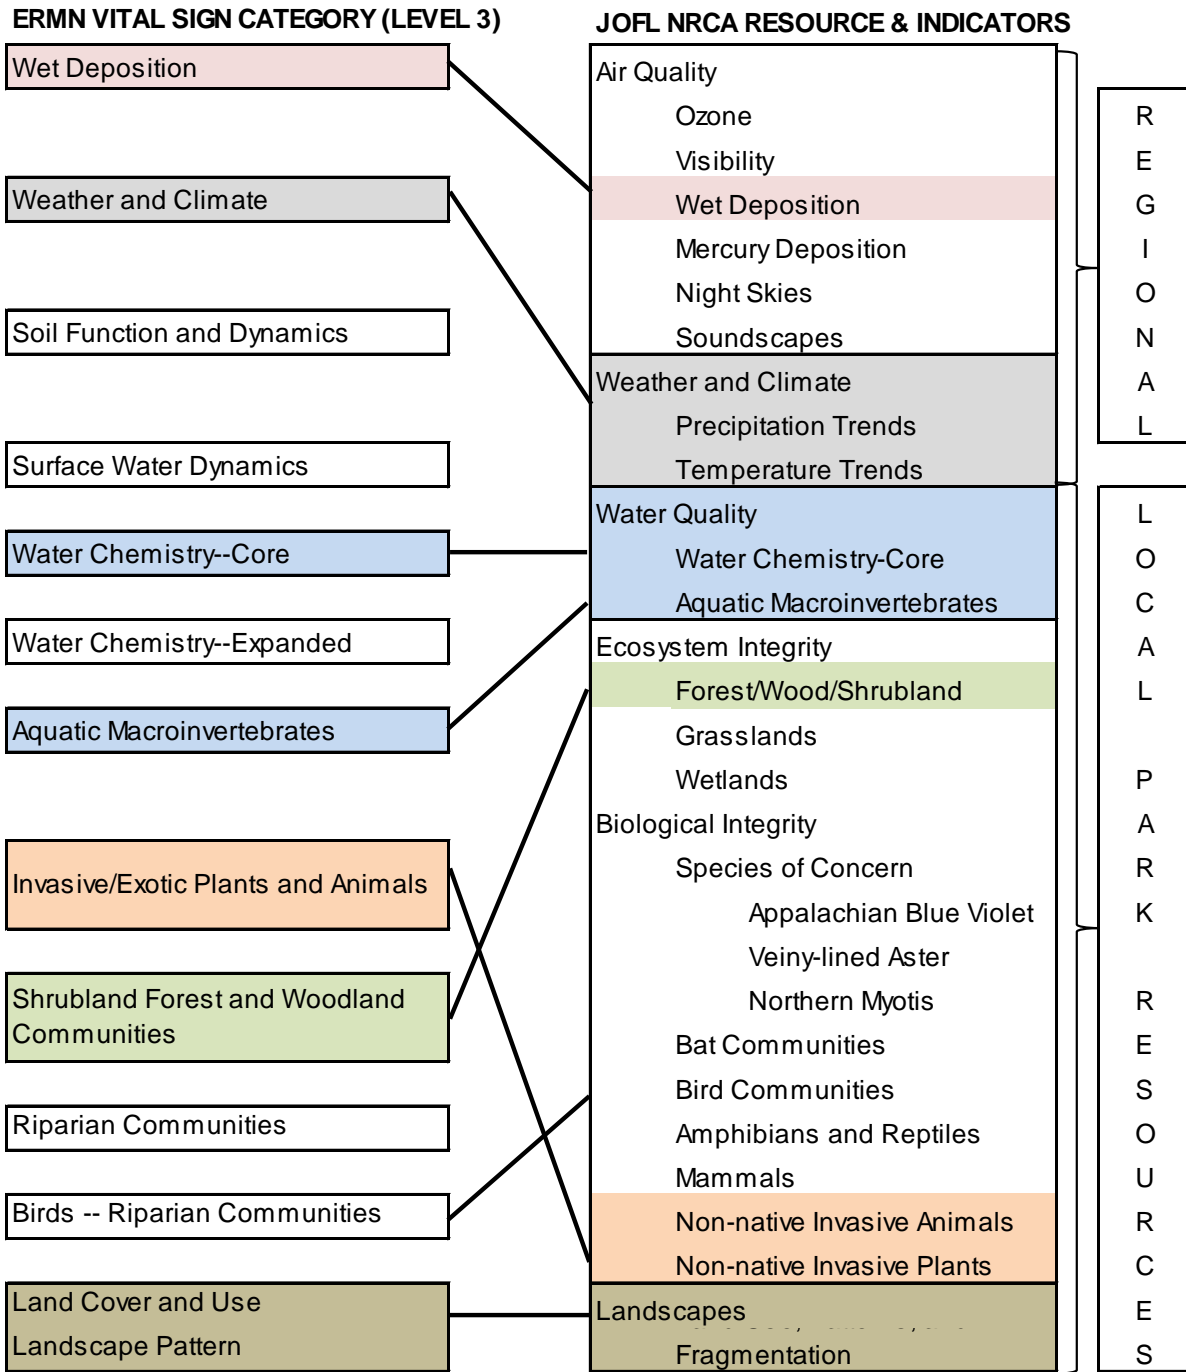 ERMN VITAL SIGN CATEGORY (LEVEL 3)
Wet Deposition
Weather and Climate
Soil Function and Dynamics
Surface Water Dynamics
Water Chemistry--Core
Water Chemistry--Expanded
Aquatic Macroinvertebrates
Invasive/Exotic Plants and Animals
Shrubland Forest and Woodland
Communities
Riparian Communities
Birds -- Riparian Communities
Land Cover and Use
Landscape Pattern
JOFL NRCA RESOURCE & INDICATORS
Air Quality
Ozone
Visibility
Wet Deposition
Mercury Deposition
Night Skies
Soundscapes
Weather and Climate
Precipitation Trends
Temperature Trends
Water Quality
Water Chemistry-Core
Aquatic Macroinvertebrates
Ecosystem Integrity
Forest/Wood/Shrubland
Grasslands
Wetlands
Biological Integrity
Species of Concern
Appalachian Blue Violet
Veiny-lined Aster
Northern Myotis
Bat Communities
Bird Communities
Amphibians and Reptiles
Mammals
Non-native Invasive Animals
Non-native Invasive Plants
Landscapes
Fragmentation
REGIONAL
LOCAL PARK RESOURCES